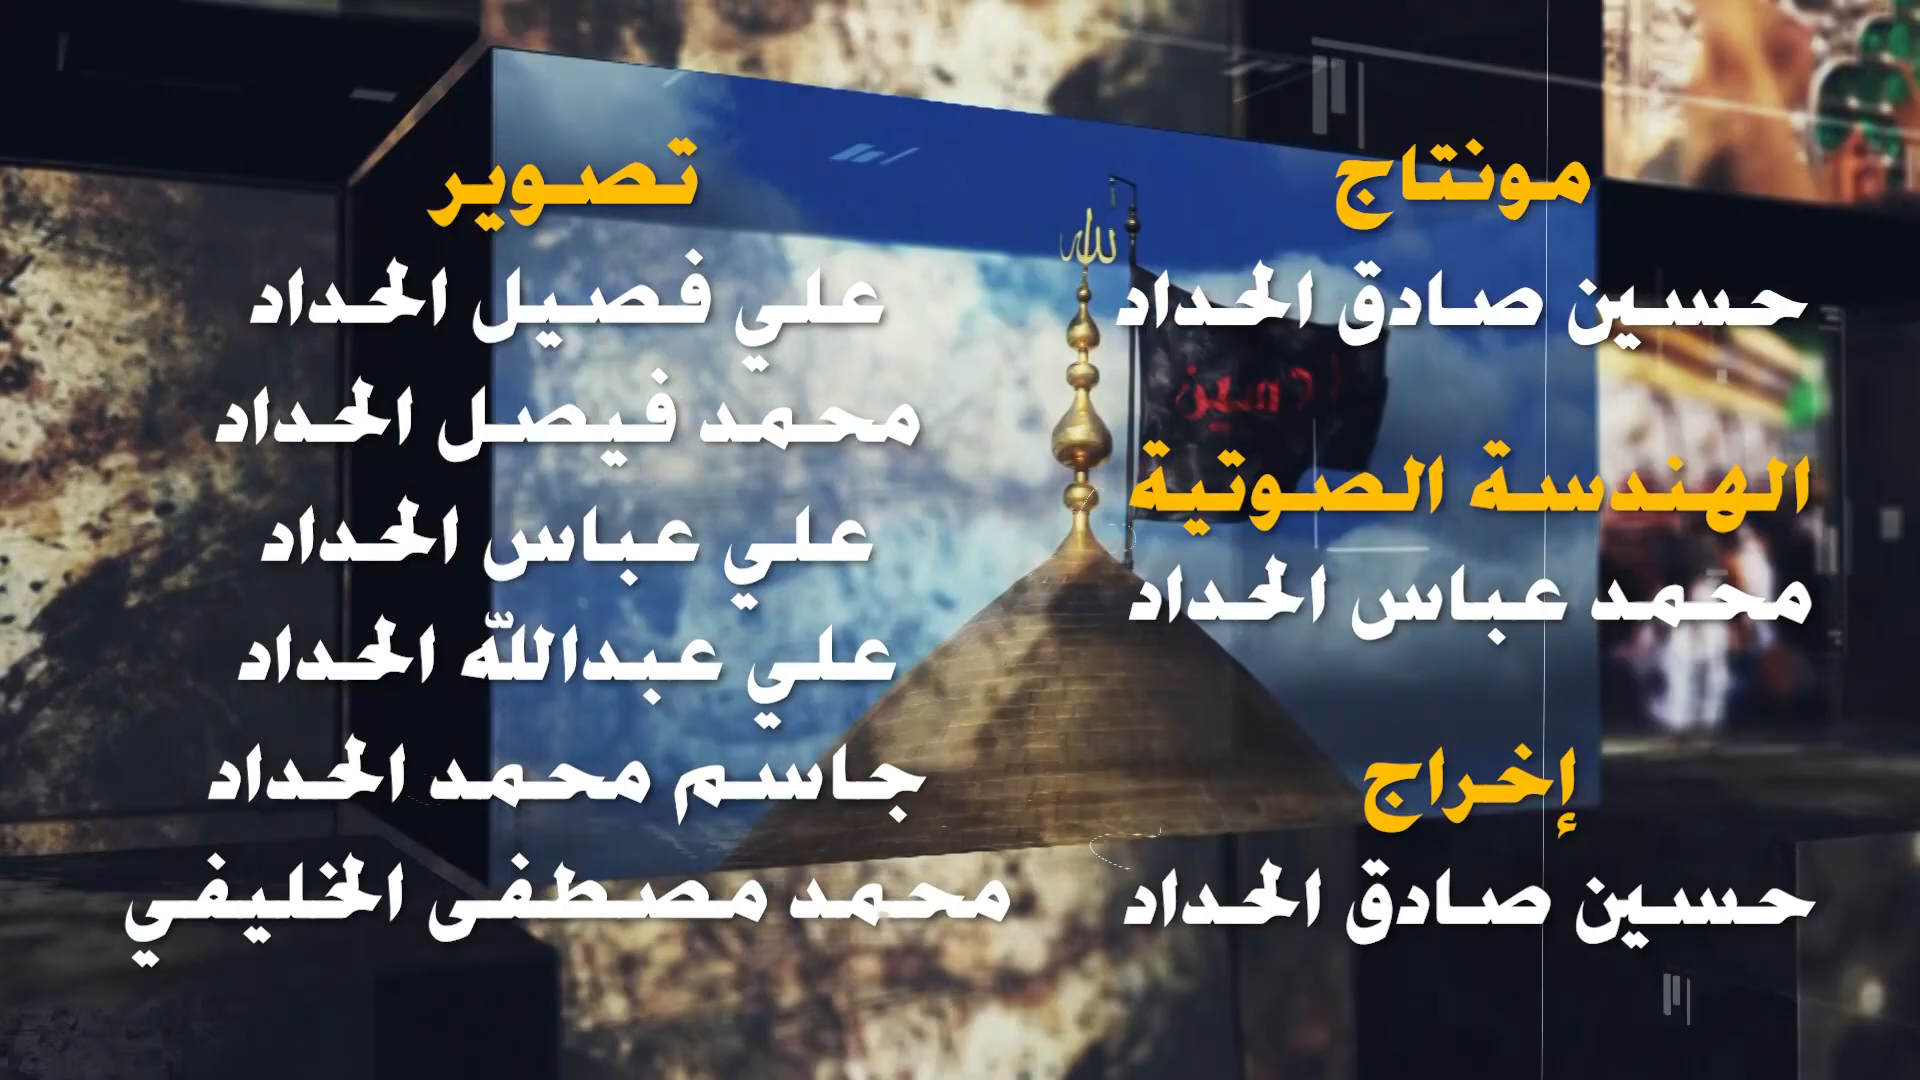 مونتاج
حسين صادق الحداد
الهندسة الصوتية
محمد عباس الحداد
إخراج
حسين صادق الحداد
تصوير
علي فصيل الحداد
محمد فيصل الحداد
علي عباس الحداد
علي عبدالله الحداد
جاسم محمد الحداد
محمد مصطفى الخليفي
الله